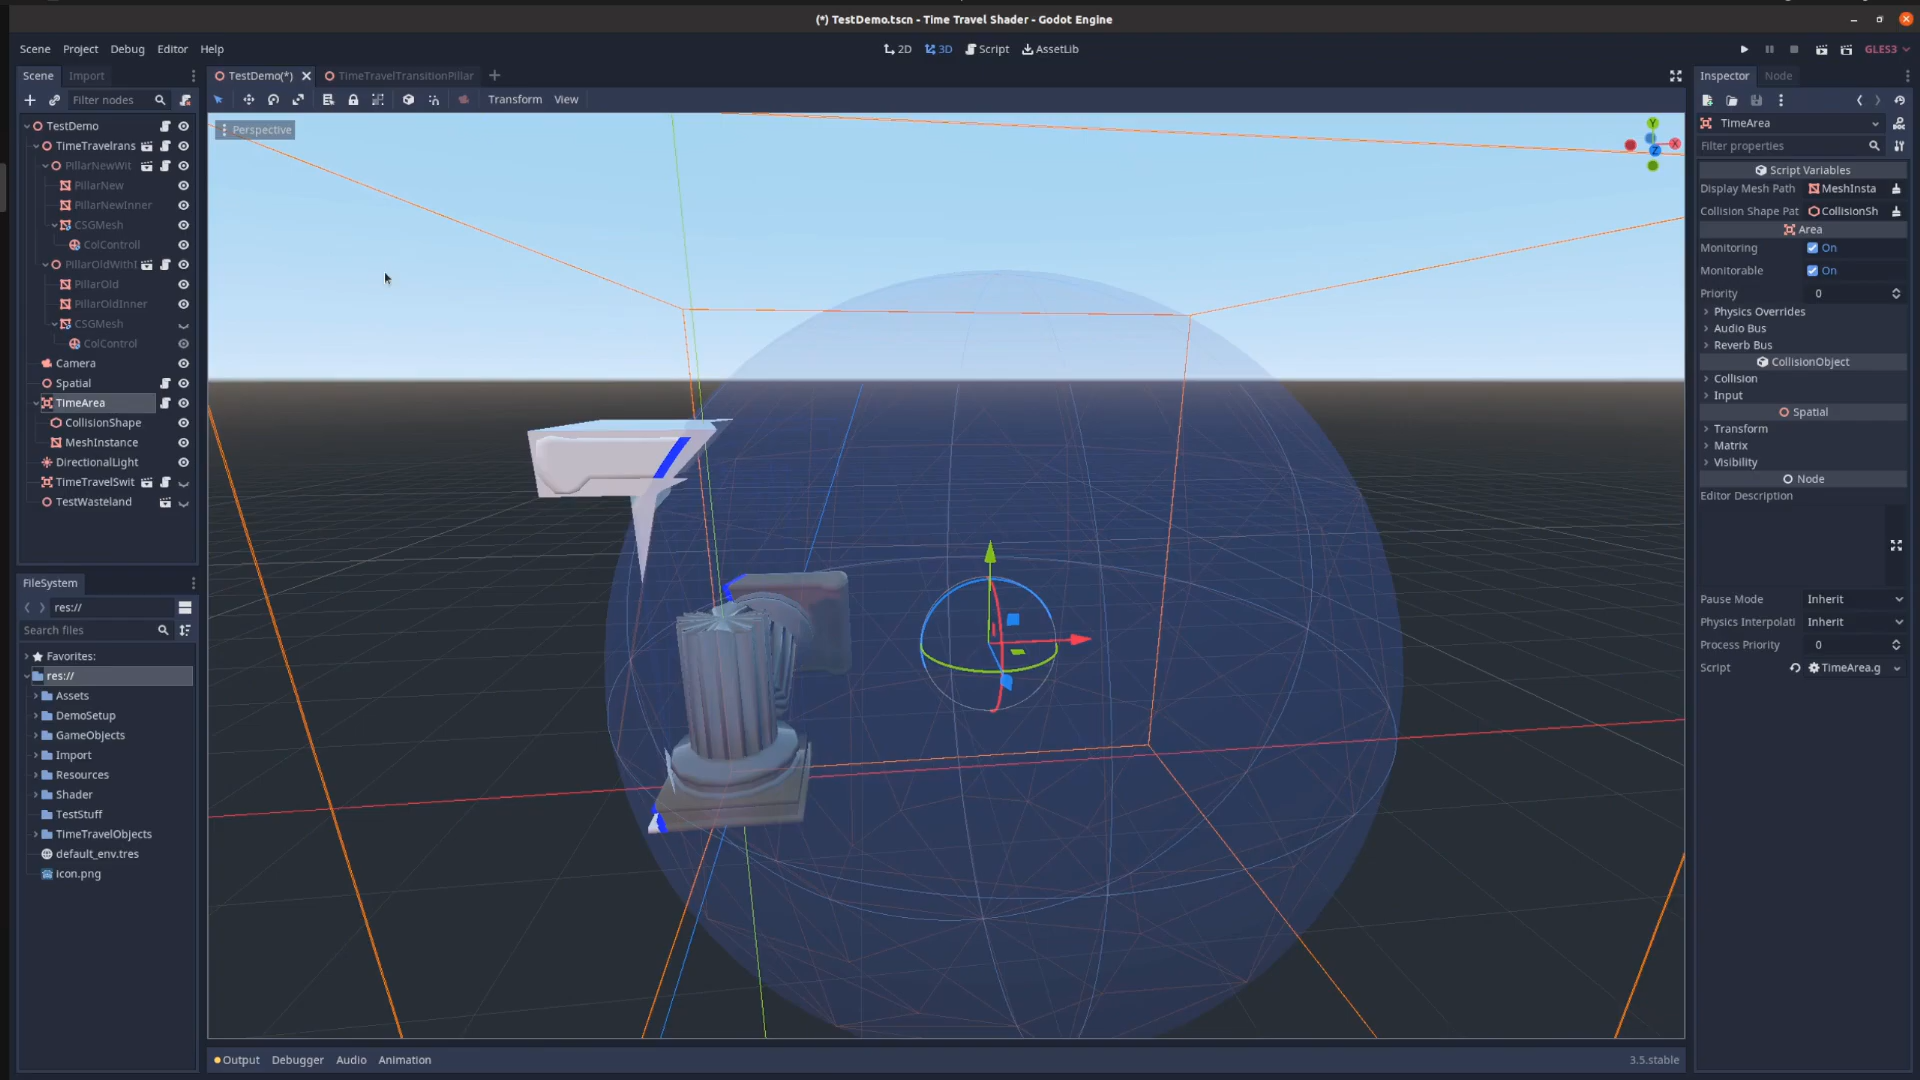 (*) TestDemo.tscn - Time Travel Shader - Godot Engine
Scene Project Debug Editor Help
2D 3D Script AssetLib
GLES3
Scene Import
TestDemo(*) TimeTravelTransitionPillar
Inspector Node
Filter nodes
Transform View
TestDemo
TimeTravelrans
PillarNewWit
PillarNew
PillarNewInner
CSGMesh
ColControll
PillarOldWithI
PillarOld
PillarOldInner
CSGMesh
ColControl
Camera
Spatial
TimeArea
CollisionShape
MeshInstance
DirectionalLight
TimeTravelSwit
TestWasteland
FileSystem
res://
Search files
Favorites:
res://
Assets
DemoSetup
GameObjects
Import
Resources
Shader
TestStuff
TimeTravelObjects
default_env.tres
icon.png
Perspective
Y
X
Z
Output Debugger Audio Animation
3.5.stable
TimeArea
Filter properties
Script Variables
Display Mesh Path MeshInsta
Collision Shape Pat CollisionSh
Area
Monitoring On
Monitorable On
Priority 0
Physics Overrides
Audio Bus
Reverb Bus
CollisionObject
Collision
Input
Spatial
Transform
Matrix
Visibility
Node
Editor Description
Pause Mode Inherit
Physics Interpolati Inherit
Process Priority 0
Script TimeArea.g